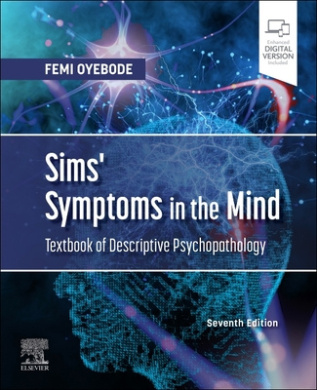 Enhanced
DIGITAL
VERSION
Included
FEMI OYEBODE
Sims'
Symptoms in the Mind
Textbook of Descriptive Psychopathology
Seventh Edition
ELSEVIER